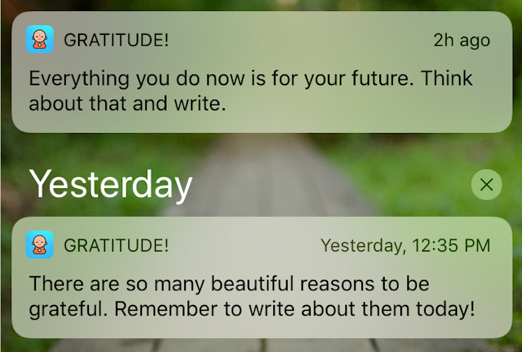 GRATITUDE! 2h ago
Everything you do now is for your future. Think
about that and write.
Yesterday
GRATITUDE! Yesterday, 12:35 PM
There are so many beautiful reasons to be
grateful. Remember to write about them today!